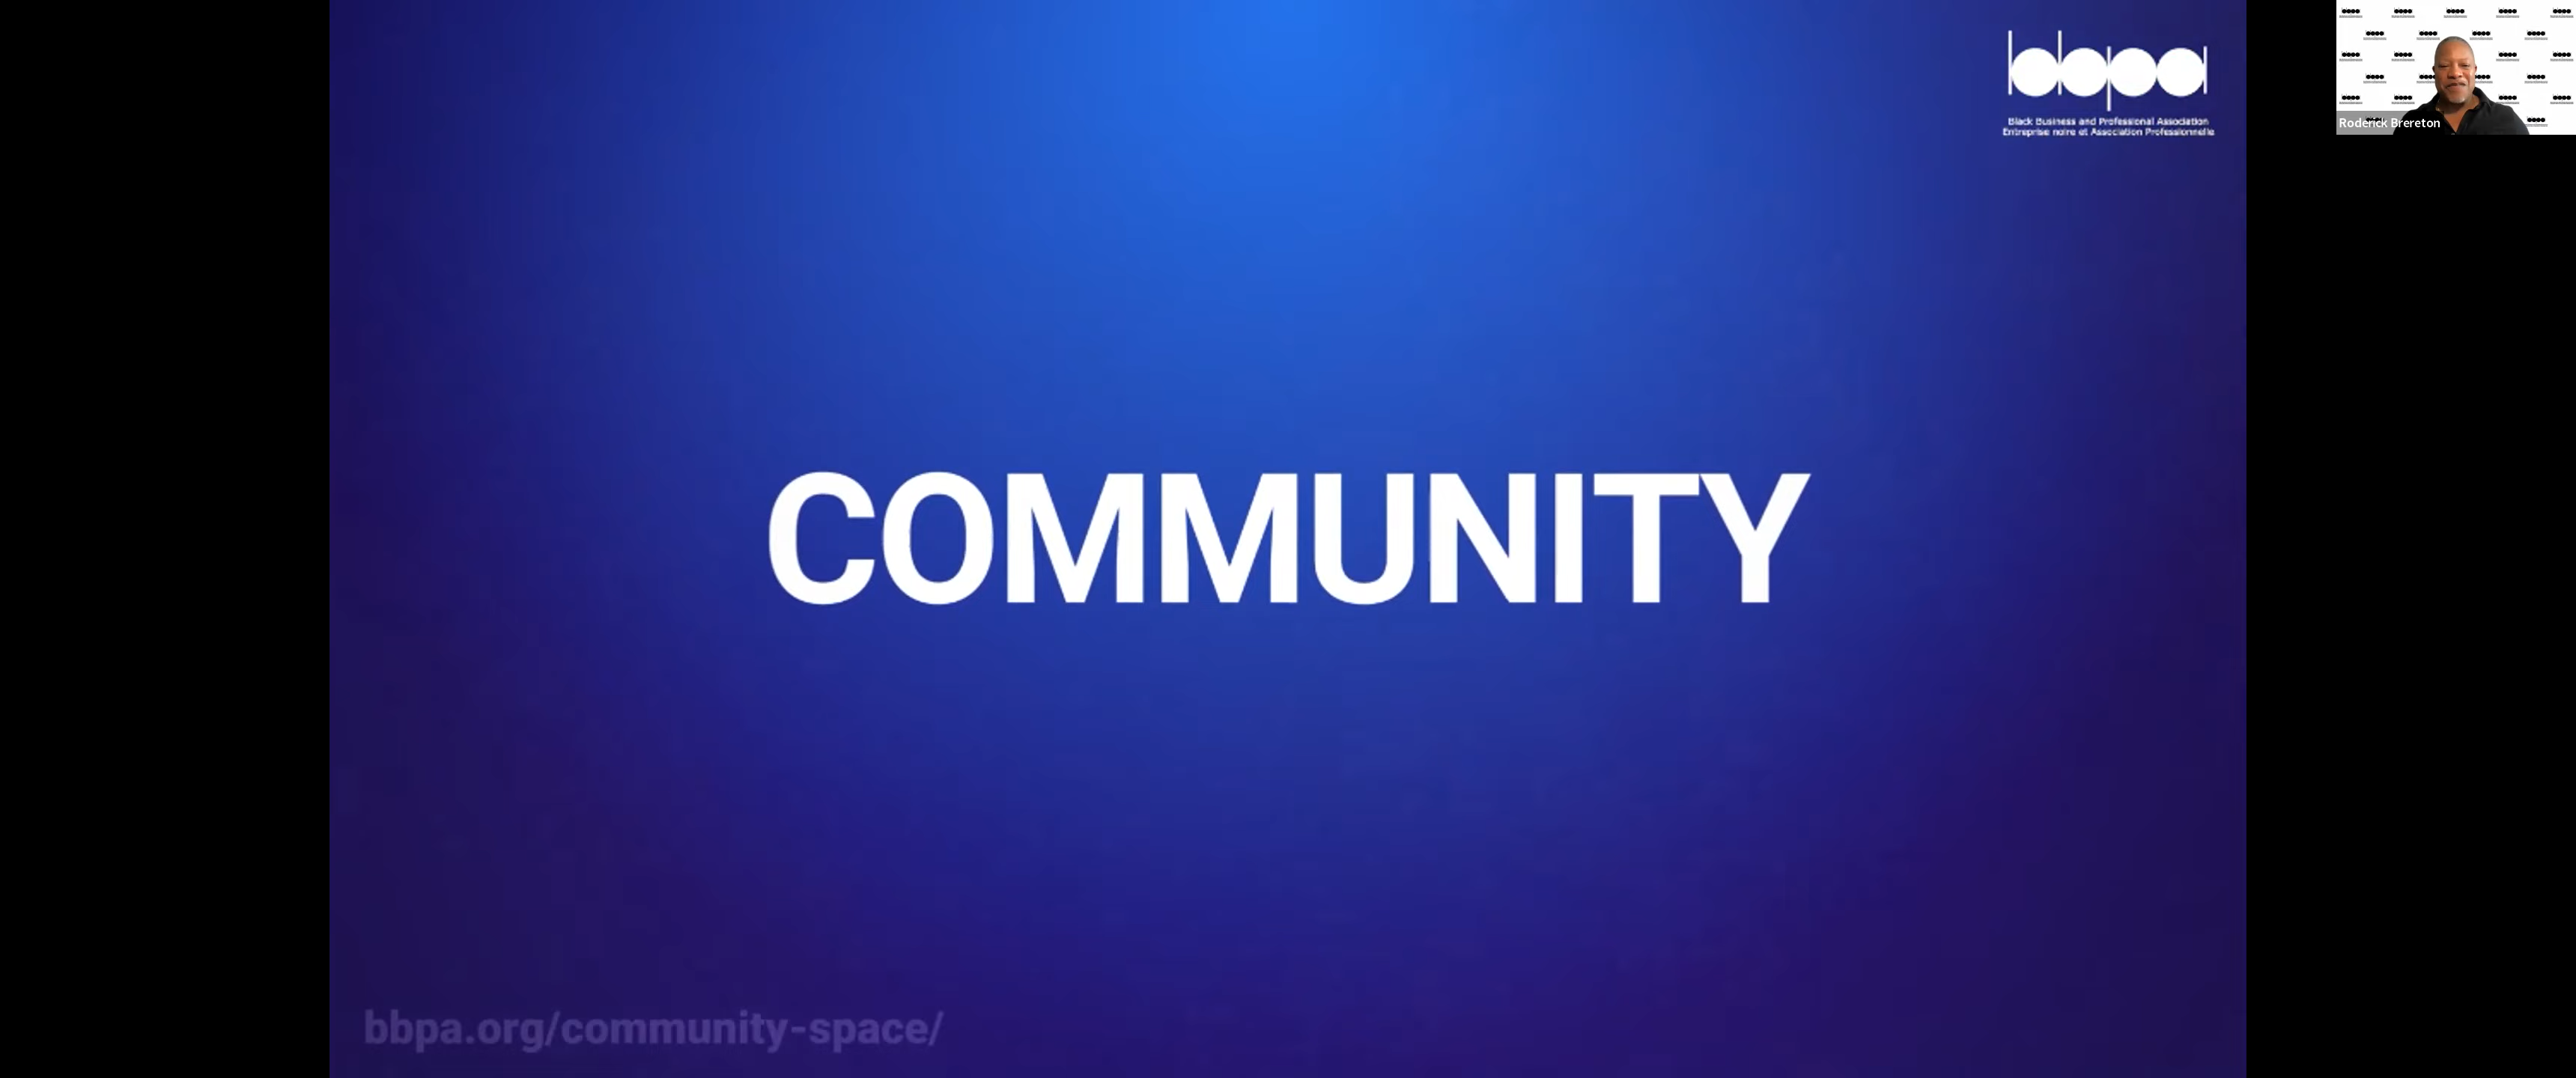 bbpa
Black Business and Professional Association
Entreprise noire et Association Professionnelle
Roderick Brereton
COMMUNITY
bbpa.org/community-space/